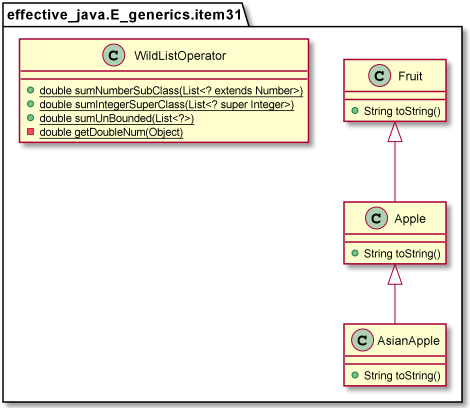 effective_java.E_generics.item31
C WildListOperator
double sumNumberSubClass(List<? extends Number>)
double sumIntegerSuperClass(List<? super Integer>)
double sumUnBounded(List<?>)
double getDoubleNum(Object)
C Fruit
String toString()
C Apple
String toString()
C AsianApple
String toString()